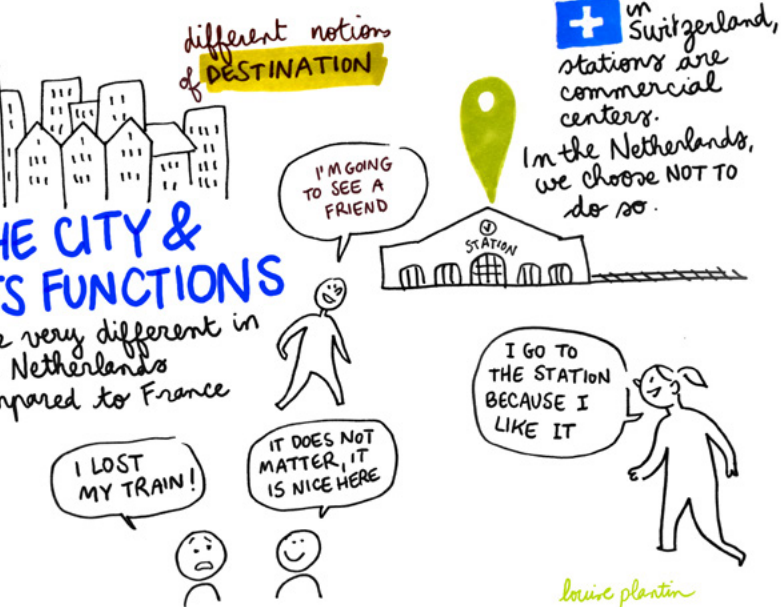 different notions
of DESTINATION
in
Switzerland,
stations are
commercial
centers.
In the Netherlands,
we choose NOT TO
do so.
I'M GOING
TO SEE A
FRIEND
STATION
HE CITY &
TS FUNCTIONS
e very different in
Netherlands
mpared to France
I GO TO
THE STATION
BECAUSE I
LIKE IT
I LOST
MY TRAIN!
IT DOES NOT
MATTER, IT
IS NICE HERE
louise plantin